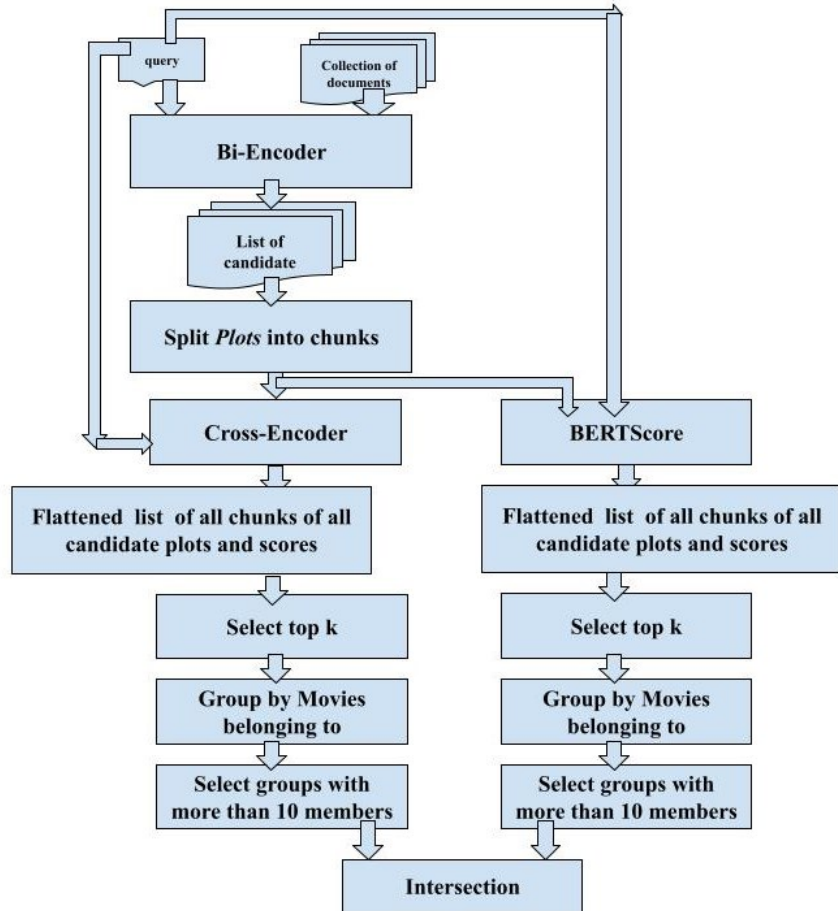 query
Collection of
documents
Bi-Encoder
List of
candidate
Split Plots into chunks
Cross-Encoder
BERTScore
Flattened list of all chunks of all
candidate plots and scores
Flattened list of all chunks of all
candidate plots and scores
Select top k
Select top k
Group by Movies
belonging to
Group by Movies
belonging to
Select groups with
more than 10 members
Select groups with
more than 10 members
Intersection